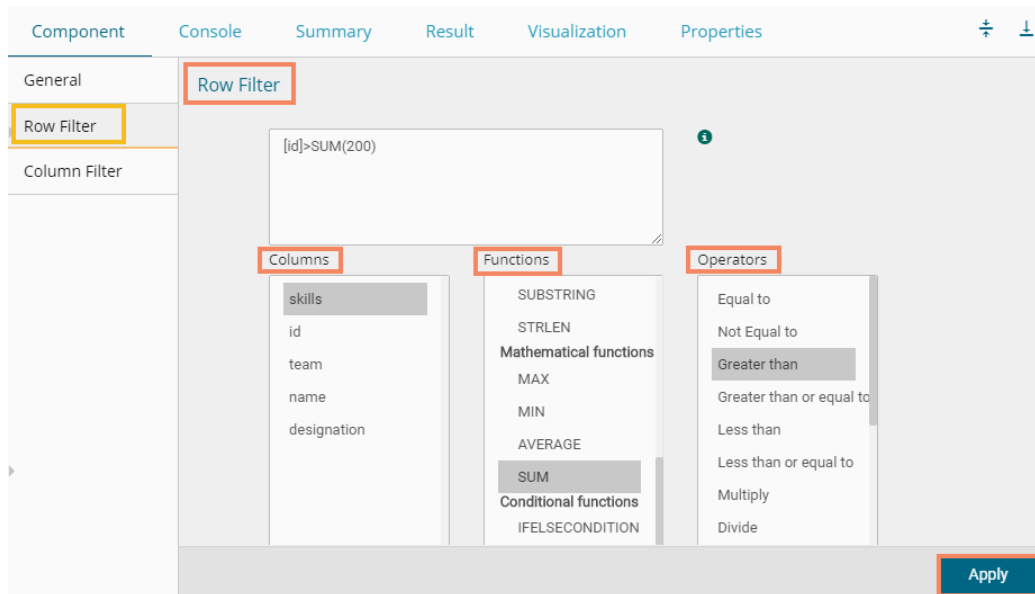 Component Console Summary Result Visualization Properties
General
Row Filter
Column Filter
Row Filter
[id]>SUM(200)
Columns
skills
id
team
name
designation
Functions
SUBSTRING
STRLEN
Mathematical functions
MAX
MIN
AVERAGE
SUM
Conditional functions
IFELSECONDITION
Operators
Equal to
Not Equal to
Greater than
Greater than or equal to
Less than
Less than or equal to
Multiply
Divide
Apply